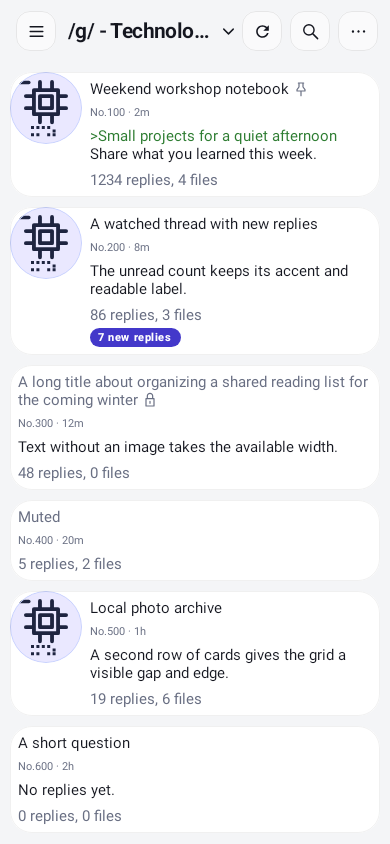 /g/ - Technolo...
Weekend workshop notebook
No.100 · 2m
>Small projects for a quiet afternoon
Share what you learned this week.
1234 replies, 4 files
A watched thread with new replies
No.200 · 8m
The unread count keeps its accent and
readable label.
86 replies, 3 files
7 new replies
A long title about organizing a shared reading list for
the coming winter
No.300 · 12m
Text without an image takes the available width.
48 replies, 0 files
Muted
No.400 · 20m
5 replies, 2 files
Local photo archive
No.500 · 1h
A second row of cards gives the grid a
visible gap and edge.
19 replies, 6 files
A short question
No.600 · 2h
No replies yet.
0 replies, 0 files